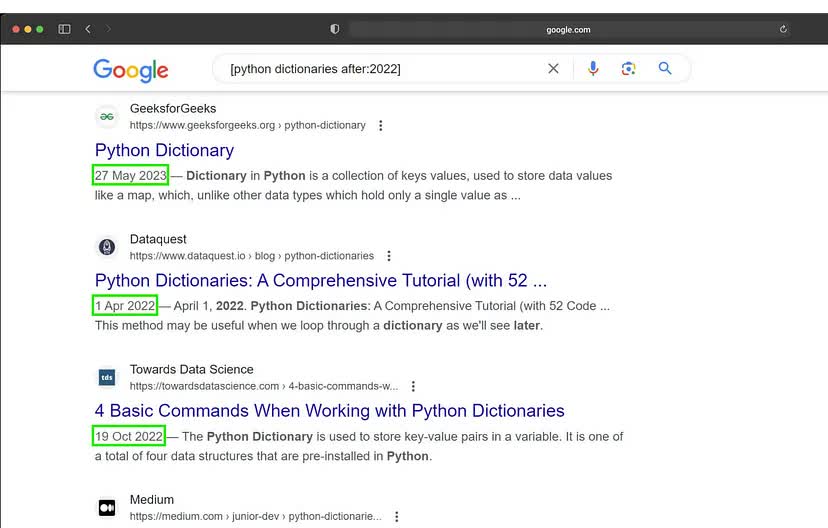 google.com
Google
[python dictionaries after:2022]
GeeksforGeeks
https://www.geeksforgeeks.org › python-dictionary
Python Dictionary
27 May 2023 — Dictionary in Python is a collection of keys values, used to store data values
like a map, which, unlike other data types which hold only a single value as ...
Dataquest
https://www.dataquest.io › blog › python-dictionaries
Python Dictionaries: A Comprehensive Tutorial (with 52 ...
1 Apr 2022 — April 1, 2022. Python Dictionaries: A Comprehensive Tutorial (with 52 Code ...
This method may be useful when we loop through a dictionary as we'll see later.
tds
Towards Data Science
https://towardsdatascience.com › 4-basic-commands-w...
4 Basic Commands When Working with Python Dictionaries
19 Oct 2022 — The Python Dictionary is used to store key-value pairs in a variable. It is one of
a total of four data structures that are pre-installed in Python.
Medium
https://medium.com › junior-dev › python-dictionarie...